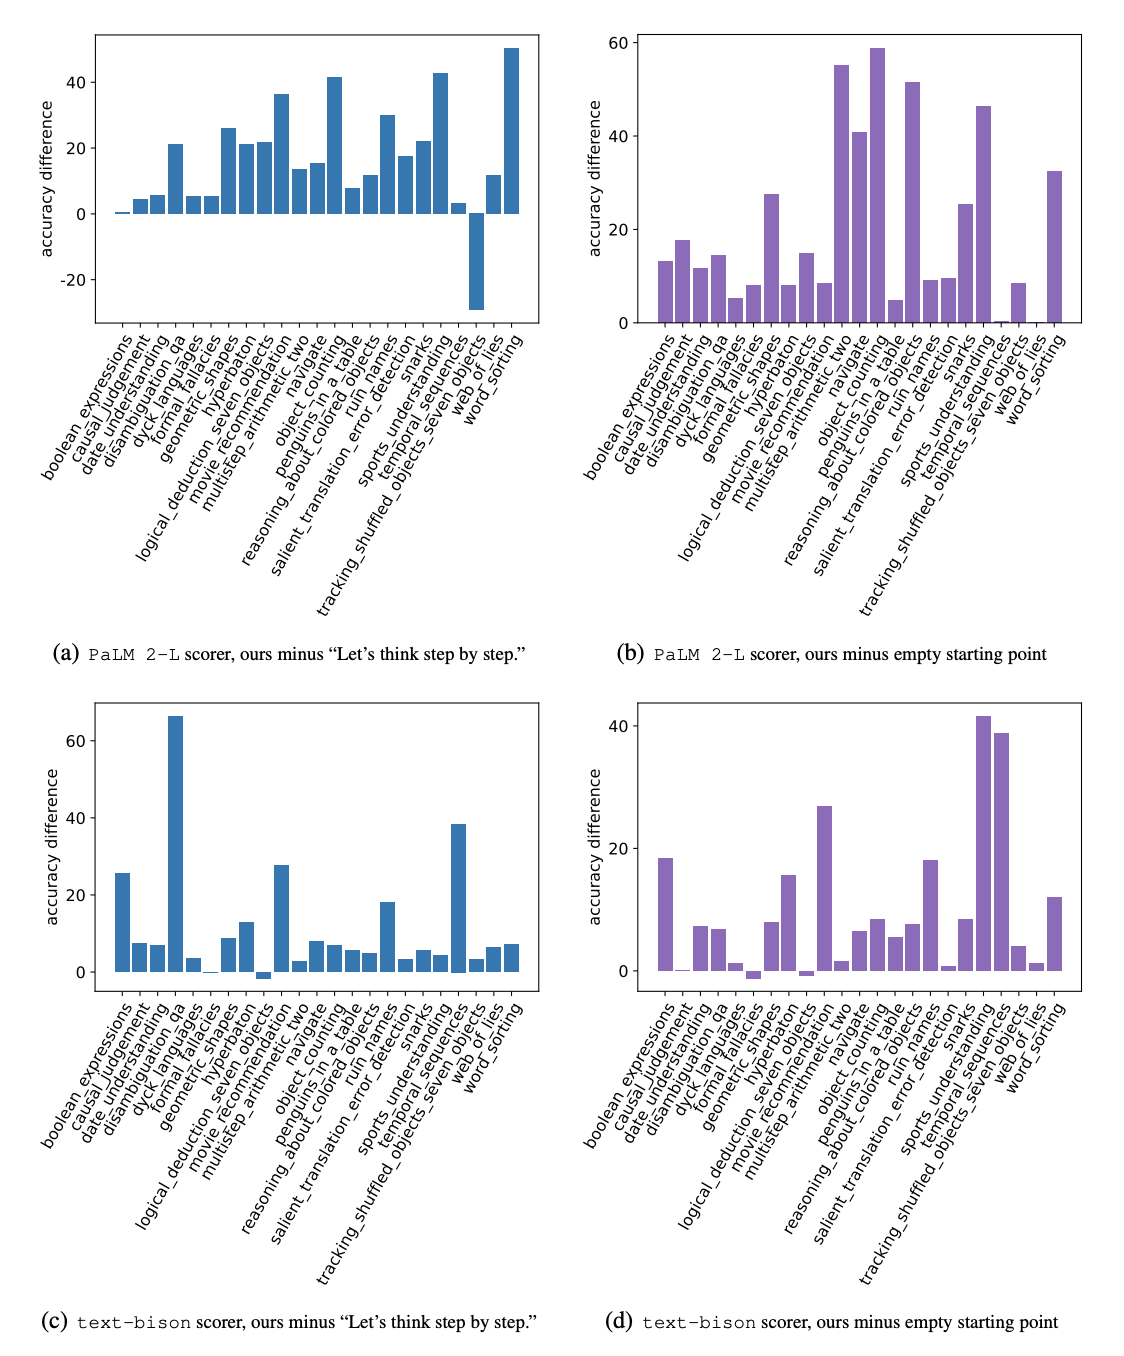 accuracy difference
40
20
0
-20
boolean_expressions
causal_judgement
date_understanding
disambiguation_qa
dyck_languages
formal_fallacies
geometric_shapes
hyperbaton
logical_deduction_seven_objects
movie_recommendation
multistep_arithmetic_two
navigate
object_counting
penguins_in_a_table
reasoning_about_colored_objects
ruin_names
salient_translation_error_detection
snarks
sports_understanding
temporal_sequences
tracking_shuffled_objects_seven_objects
web_of_lies
word_sorting
(a) PaLM 2-L scorer, ours minus “Let’s think step by step.”
accuracy difference
60
40
20
0
boolean_expressions
causal_judgement
date_understanding
disambiguation_qa
dyck_languages
formal_fallacies
geometric_shapes
hyperbaton
logical_deduction_seven_objects
movie_recommendation
multistep_arithmetic_two
navigate
object_counting
penguins_in_a_table
reasoning_about_colored_objects
ruin_names
salient_translation_error_detection
snarks
sports_understanding
temporal_sequences
tracking_shuffled_objects_seven_objects
web_of_lies
word_sorting
(b) PaLM 2-L scorer, ours minus empty starting point
accuracy difference
60
40
20
0
boolean_expressions
causal_judgement
date_understanding
disambiguation_qa
dyck_languages
formal_fallacies
geometric_shapes
hyperbaton
logical_deduction_seven_objects
movie_recommendation
multistep_arithmetic_two
navigate
object_counting
penguins_in_a_table
reasoning_about_colored_objects
ruin_names
salient_translation_error_detection
snarks
sports_understanding
temporal_sequences
tracking_shuffled_objects_seven_objects
web_of_lies
word_sorting
(c) text-bison scorer, ours minus “Let’s think step by step.”
accuracy difference
40
20
0
boolean_expressions
causal_judgement
date_understanding
disambiguation_qa
dyck_languages
formal_fallacies
geometric_shapes
hyperbaton
logical_deduction_seven_objects
movie_recommendation
multistep_arithmetic_two
navigate
object_counting
penguins_in_a_table
reasoning_about_colored_objects
ruin_names
salient_translation_error_detection
snarks
sports_understanding
temporal_sequences
tracking_shuffled_objects_seven_objects
web_of_lies
word_sorting
(d) text-bison scorer, ours minus empty starting point